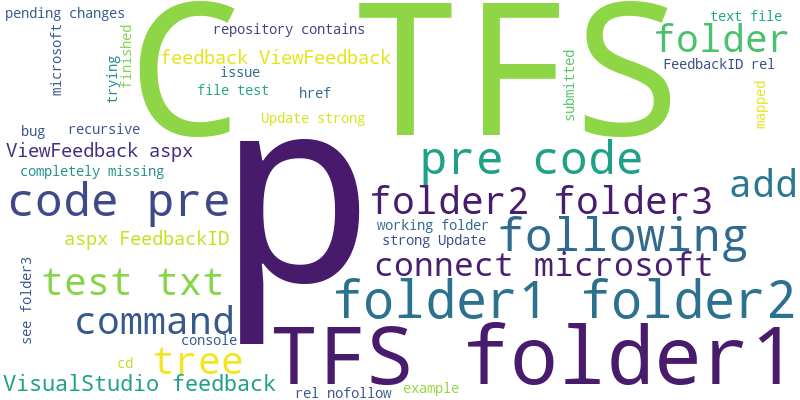 pending changes
microsoft
trying
finished
C TFS
repository contains
feedback ViewFeedback
issue
file test
href
Update strong
submitted
text file
folder
FeedbackID rel
mapped
bug
recursive
ViewFeedback aspx
completely missing
code pre
p
pre code
add
folder2 folder3
working folder
strong Update
following
aspx FeedbackID
connect microsoft
test txt
see folder3
folder1 folder2
command
console
tree
TFS folder1
cd
VisualStudio feedback
rel nofollow
example